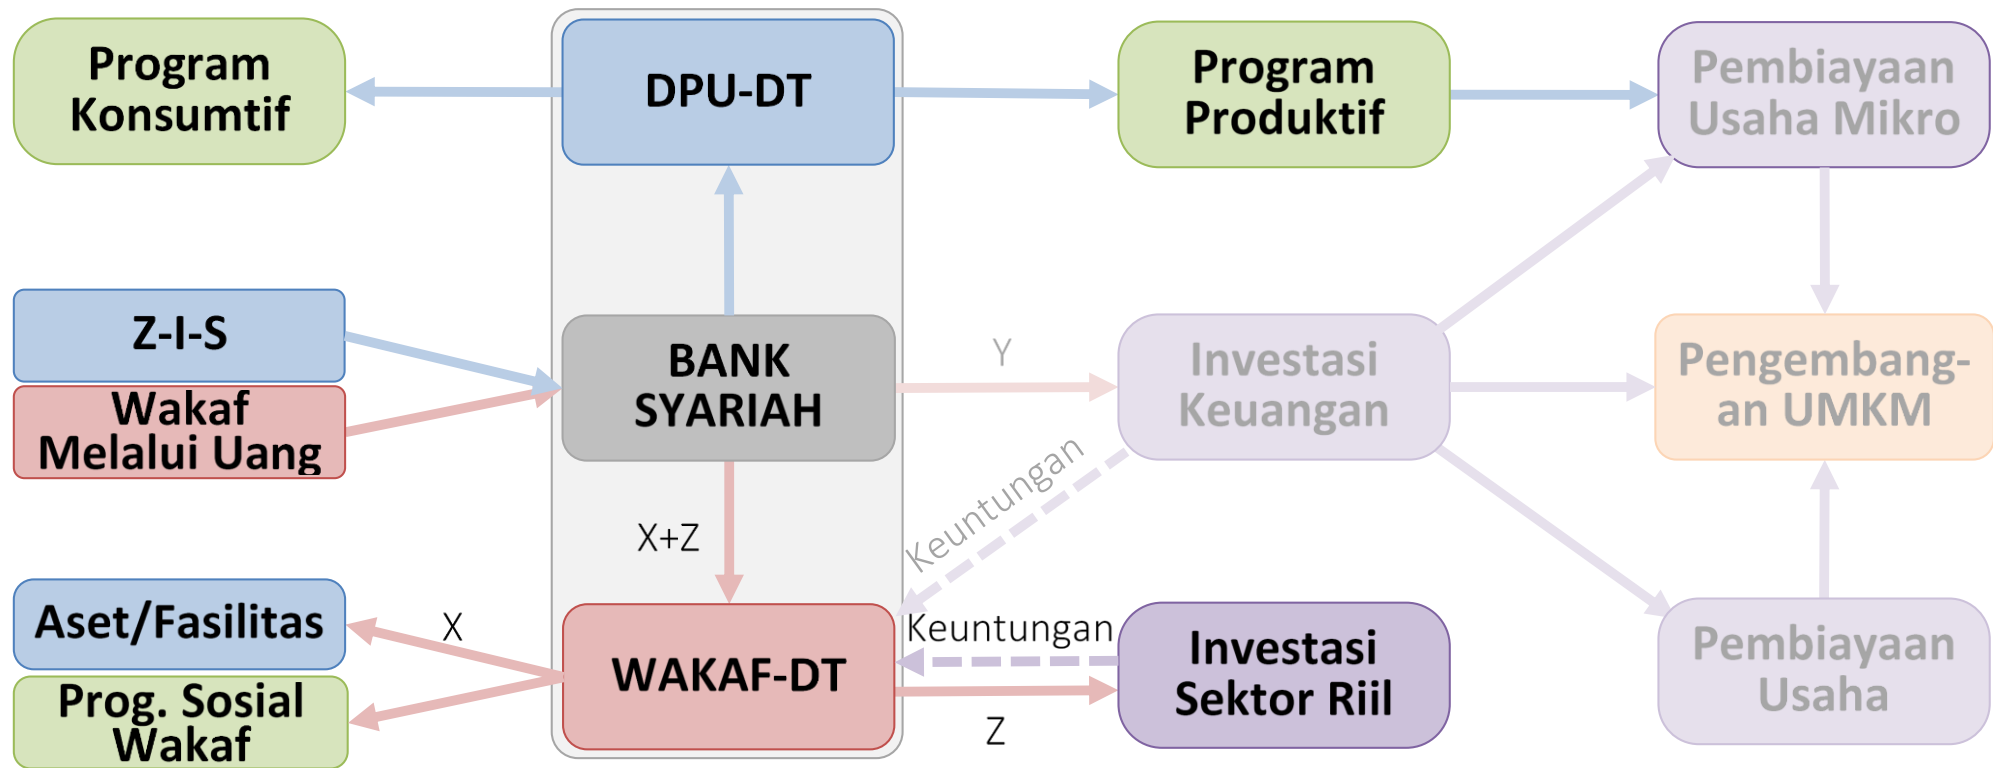 Program
Konsumtif
DPU-DT
Program
Produktif
Pembiayaan
Usaha Mikro
Z-I-S
Wakaf
Melalui Uang
BANK
SYARIAH
Y
Investasi
Keuangan
Pengembang-
an UMKM
X+Z
Keuntungan
Aset/Fasilitas
Prog. Sosial
Wakaf
X
WAKAF-DT
Keuntungan
Z
Investasi
Sektor Riil
Pembiayaan
Usaha